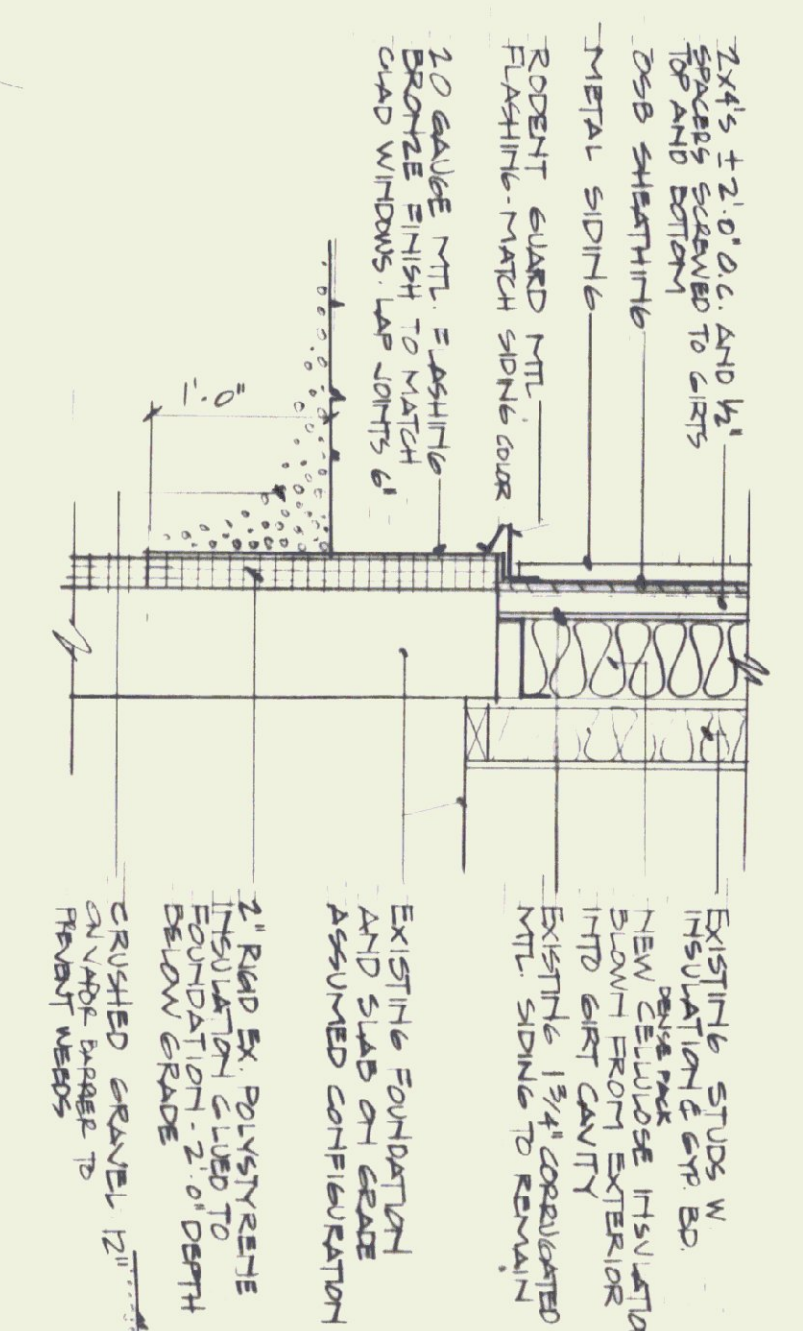 2x4'S ± 2'.0" O.C. AND 1/2"
SPACERS SCREWED TO GIRTS
TOP AND BOTTOM
OSB SHEATHING
METAL SIDING
RODENT GUARD MTL.
FLASHING-MATCH SIDING COLOR
20 GAUGE MTL. FLASHING
BRONZE FINISH TO MATCH
CLAD WINDOWS. LAP JOINTS 6"
1'.0"
EXISTING STUDS W.
INSULATION & GYP. BD.
DENSE PACK
NEW CELLULOSE INSULATIO
BLOWN FROM EXTERIOR
INTO GIRT CAVITY
EXISTING 1 3/4" CORRUGATED
MTL. SIDING TO REMAIN
EXISTING FOUNDATION
AND SLAB ON GRADE
ASSUMED CONFIGURATION
2" RIGID EX. POLYSTYRENE
INSULATION GLUED TO
FOUNDATION - 2'.0" DEPTH
BELOW GRADE
CRUSHED GRAVEL 12"
ON VAPOR BARRIER TO
PREVENT WEEDS